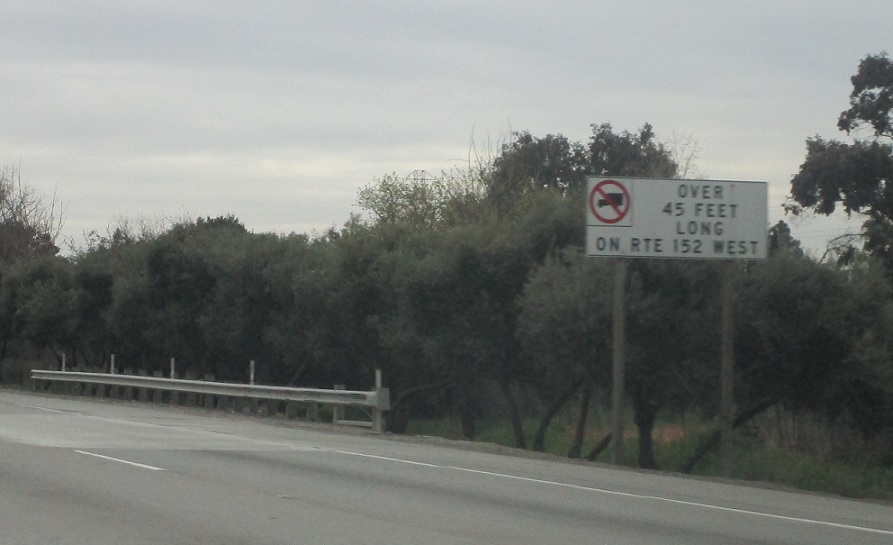 OVER
45 FEET
LONG
ON RTE 152 WEST